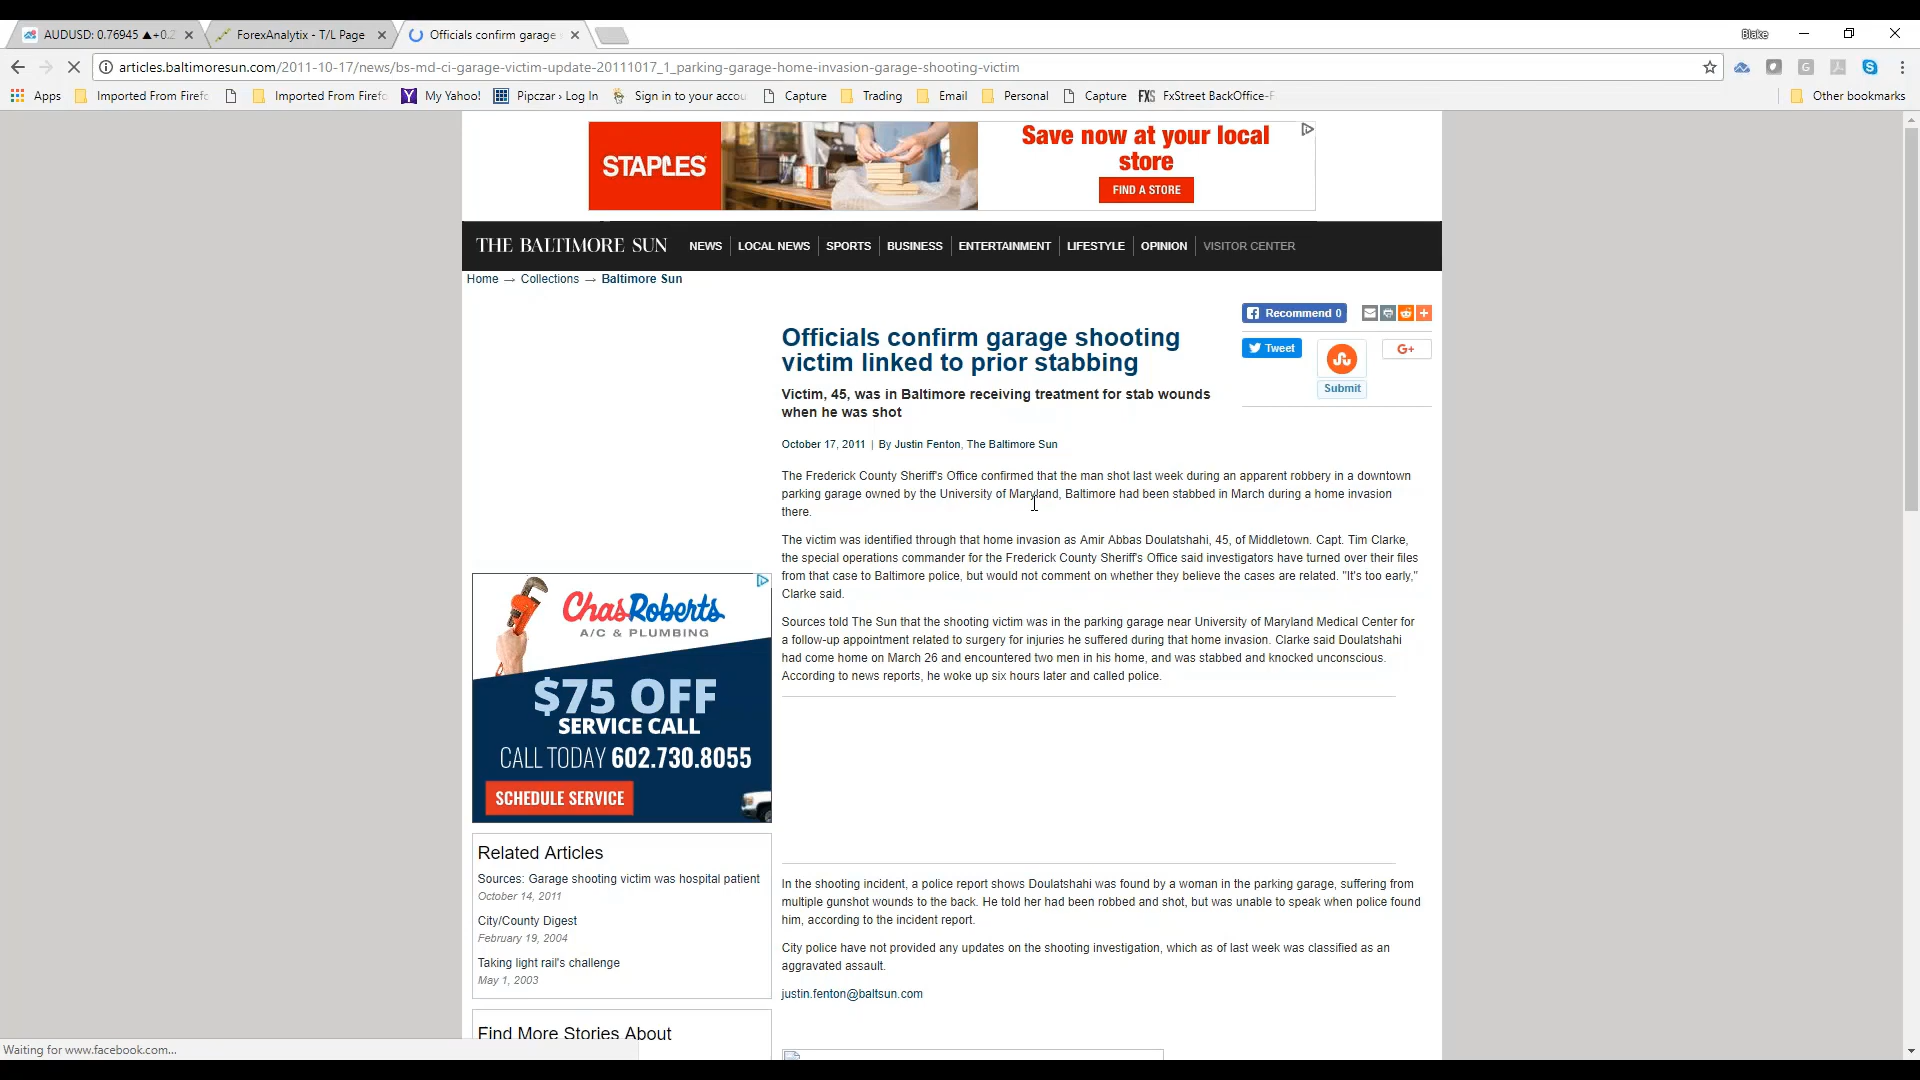 AUDUSD: 0.76945 ▲+0.2
ForexAnalytix - T/L Page
Officials confirm garage
Blake
articles.baltimoresun.com/2011-10-17/news/bs-md-ci-garage-victim-update-20111017_1_parking-garage-home-invasion-garage-shooting-victim
Apps Imported From Firefo Imported From Firefo My Yahoo! Pipczar › Log In Sign in to your accou Capture Trading Email Personal Capture FXS FxStreet BackOffice-F Other bookmarks
STAPLES
Save now at your local
store
FIND A STORE
THE BALTIMORE SUN NEWS LOCAL NEWS SPORTS BUSINESS ENTERTAINMENT LIFESTYLE OPINION VISITOR CENTER
Home → Collections → Baltimore Sun
Recommend 0
Tweet
G+
Submit
Officials confirm garage shooting
victim linked to prior stabbing
Victim, 45, was in Baltimore receiving treatment for stab wounds
when he was shot
October 17, 2011 | By Justin Fenton, The Baltimore Sun
The Frederick County Sheriff's Office confirmed that the man shot last week during an apparent robbery in a downtown
parking garage owned by the University of Maryland, Baltimore had been stabbed in March during a home invasion
there.
The victim was identified through that home invasion as Amir Abbas Doulatshahi, 45, of Middletown. Capt. Tim Clarke,
the special operations commander for the Frederick County Sheriff's Office said investigators have turned over their files
from that case to Baltimore police, but would not comment on whether they believe the cases are related. "It's too early,"
Clarke said.
Sources told The Sun that the shooting victim was in the parking garage near University of Maryland Medical Center for
a follow-up appointment related to surgery for injuries he suffered during that home invasion. Clarke said Doulatshahi
had come home on March 26 and encountered two men in his home, and was stabbed and knocked unconscious.
According to news reports, he woke up six hours later and called police.
Chas Roberts
A/C & PLUMBING
$75 OFF
SERVICE CALL
CALL TODAY 602.730.8055
SCHEDULE SERVICE
Related Articles
Sources: Garage shooting victim was hospital patient
October 14, 2011
City/County Digest
February 19, 2004
Taking light rail's challenge
May 1, 2003
Find More Stories About
In the shooting incident, a police report shows Doulatshahi was found by a woman in the parking garage, suffering from
multiple gunshot wounds to the back. He told her had been robbed and shot, but was unable to speak when police found
him, according to the incident report.
City police have not provided any updates on the shooting investigation, which as of last week was classified as an
aggravated assault.
justin.fenton@baltsun.com
Waiting for www.facebook.com...